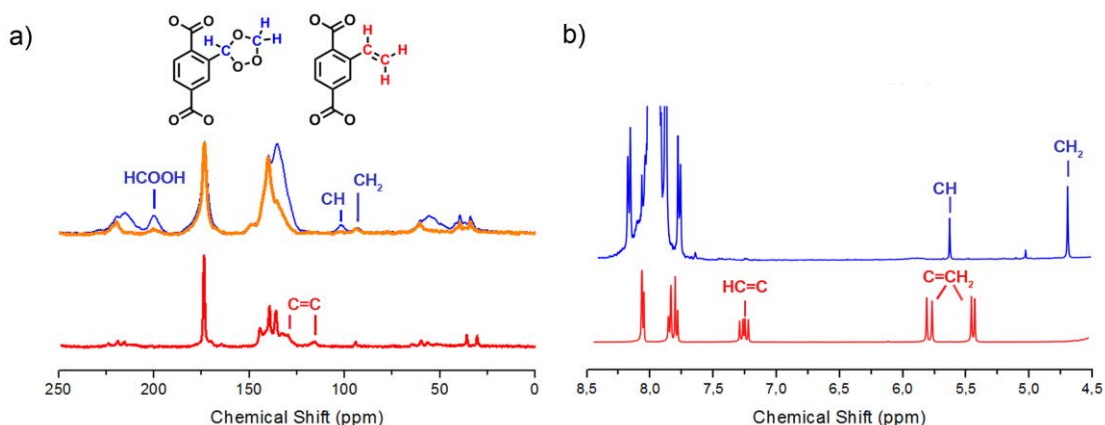 a)
O
O
H
C
O
O
O
C
H
H
O
O
O
O
H
C
C
H
H
O
O
HCOOH
CH
CH₂
C=C
250 200 150 100 50 0
Chemical Shift (ppm)
b)
CH₂
CH
HC=C
C=CH₂
8,5 8,0 7,5 7,0 6,5 6,0 5,5 5,0 4,5
Chemical Shift (ppm)